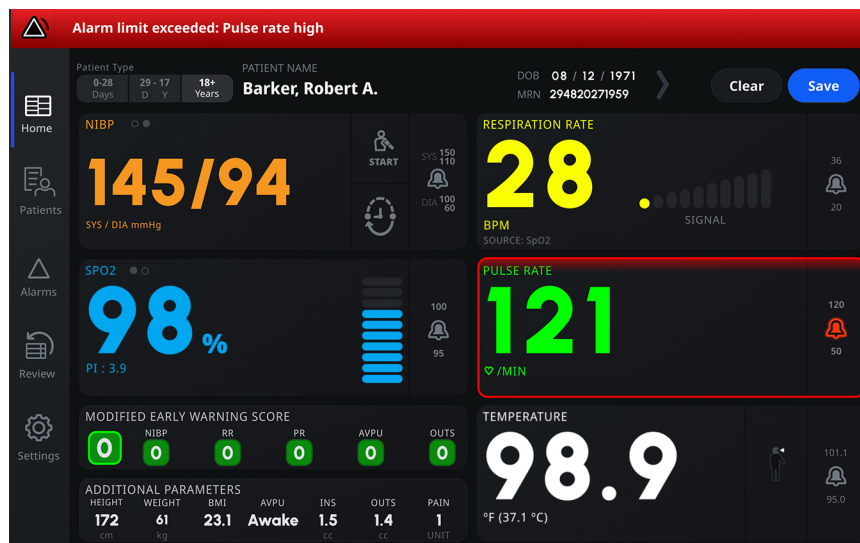 Alarm limit exceeded: Pulse rate high
Patient Type
0-28 Days
29 - 17 D Y
18+ Years
PATIENT NAME
Barker, Robert A.
DOB 08 / 12 / 1971
MRN 294820271959
Clear
Save
Home
Patients
Alarms
Review
Settings
NIBP
145/94
SYS / DIA mmHg
START
SYS 150 110
DIA 100 60
RESPIRATION RATE
28
BPM
SOURCE: SpO2
SIGNAL
36
20
SPO2
98 %
PI : 3.9
100
95
PULSE RATE
121
♡ /MIN
120
50
MODIFIED EARLY WARNING SCORE
NIBP RR PR AVPU OUTS
0 0 0 0 0 0
ADDITIONAL PARAMETERS
HEIGHT WEIGHT BMI AVPU INS OUTS PAIN
172 61 23.1 Awake 1.5 1.4 1
cm kg cc cc UNIT
TEMPERATURE
98.9
°F (37.1 °C)
101.1
95.0